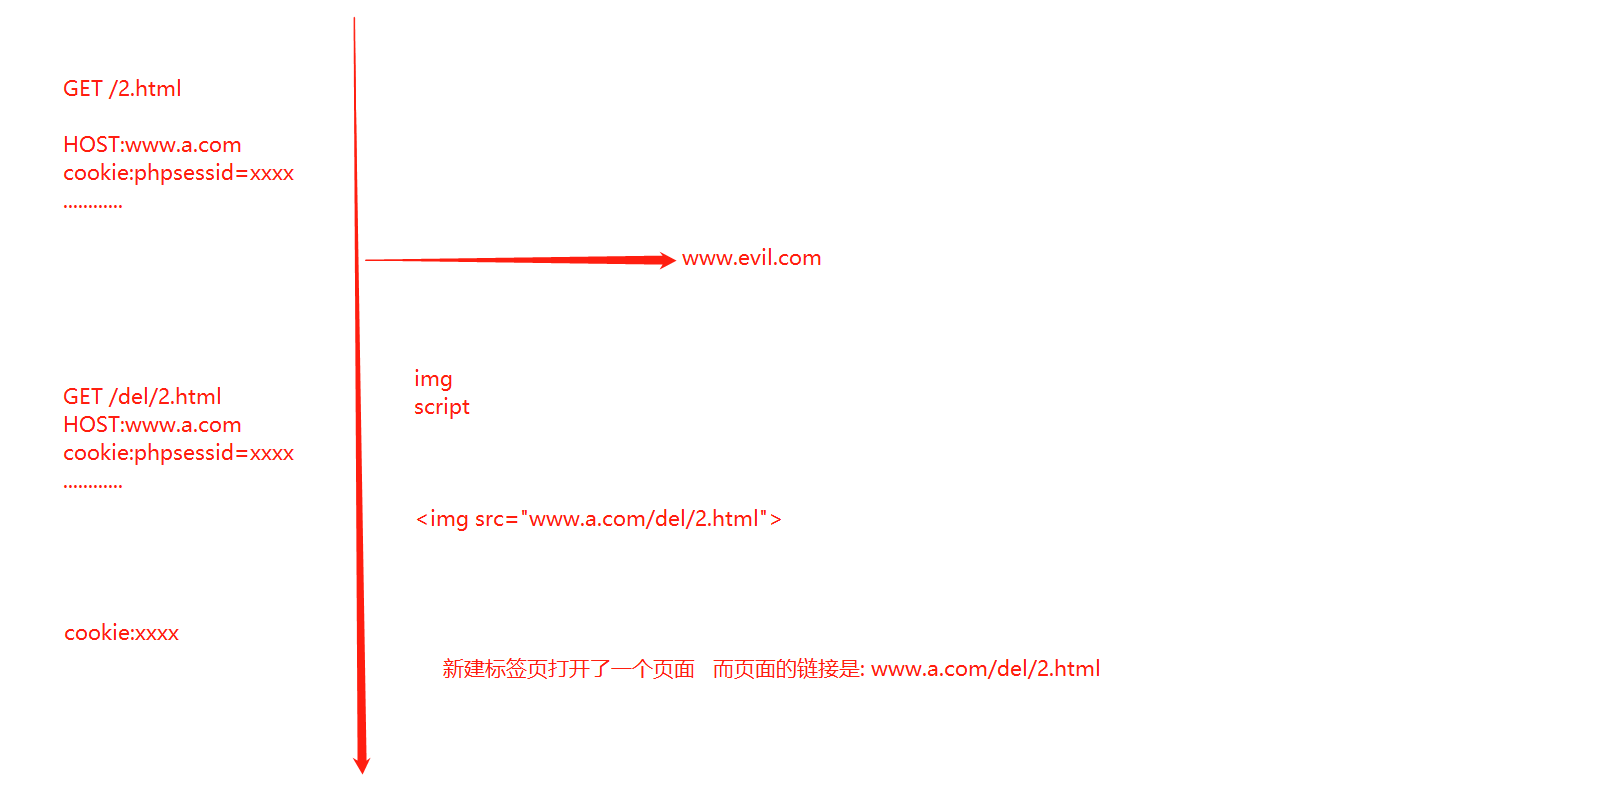 GET /2.html
HOST:www.a.com
cookie:phpsessid=xxxx
............
www.evil.com
img
script
GET /del/2.html
HOST:www.a.com
cookie:phpsessid=xxxx
............
<img src="www.a.com/del/2.html">
cookie:xxxx
新建标签页打开了一个页面 而页面的链接是: www.a.com/del/2.html